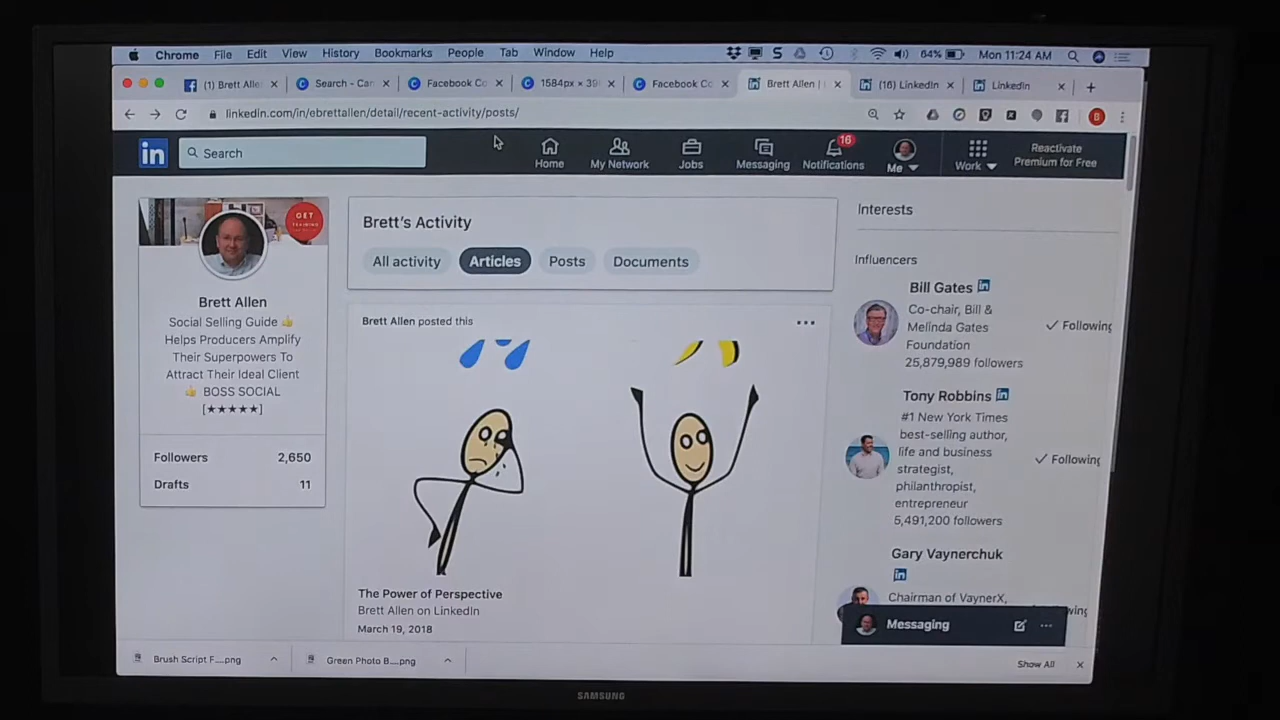 Chrome File Edit View History Bookmarks People Tab Window Help S 64% Mon 11:24 AM
(1) Brett Alle × Search - Can × Facebook Co × 1584px × 39 × Facebook Co × Brett Allen | × (16) LinkedIn × LinkedIn × +
linkedin.com/in/ebrettallen/detail/recent-activity/posts/
in Search Home My Network Jobs Messaging 16 Notifications Me Work Reactivate
Premium for Free
GET
TRAINING
Brett Allen
Social Selling Guide 👍
Helps Producers Amplify
Their Superpowers To
Attract Their Ideal Client
👍 BOSS SOCIAL
[★★★★★]
Followers 2,650
Drafts 11
Brett's Activity
All activity Articles Posts Documents
Brett Allen posted this
The Power of Perspective
Brett Allen on LinkedIn
March 19, 2018
Interests
Influencers
Bill Gates in
Co-chair, Bill &
Melinda Gates
Foundation
25,879,989 followers
✓ Following
Tony Robbins in
#1 New York Times
best-selling author,
life and business
strategist,
philanthropist,
entrepreneur
5,491,200 followers
✓ Following
Gary Vaynerchuk
in
Chairman of VaynerX,
wing
Messaging
Brush Script F....png Green Photo B....png Show All ×
SAMSUNG